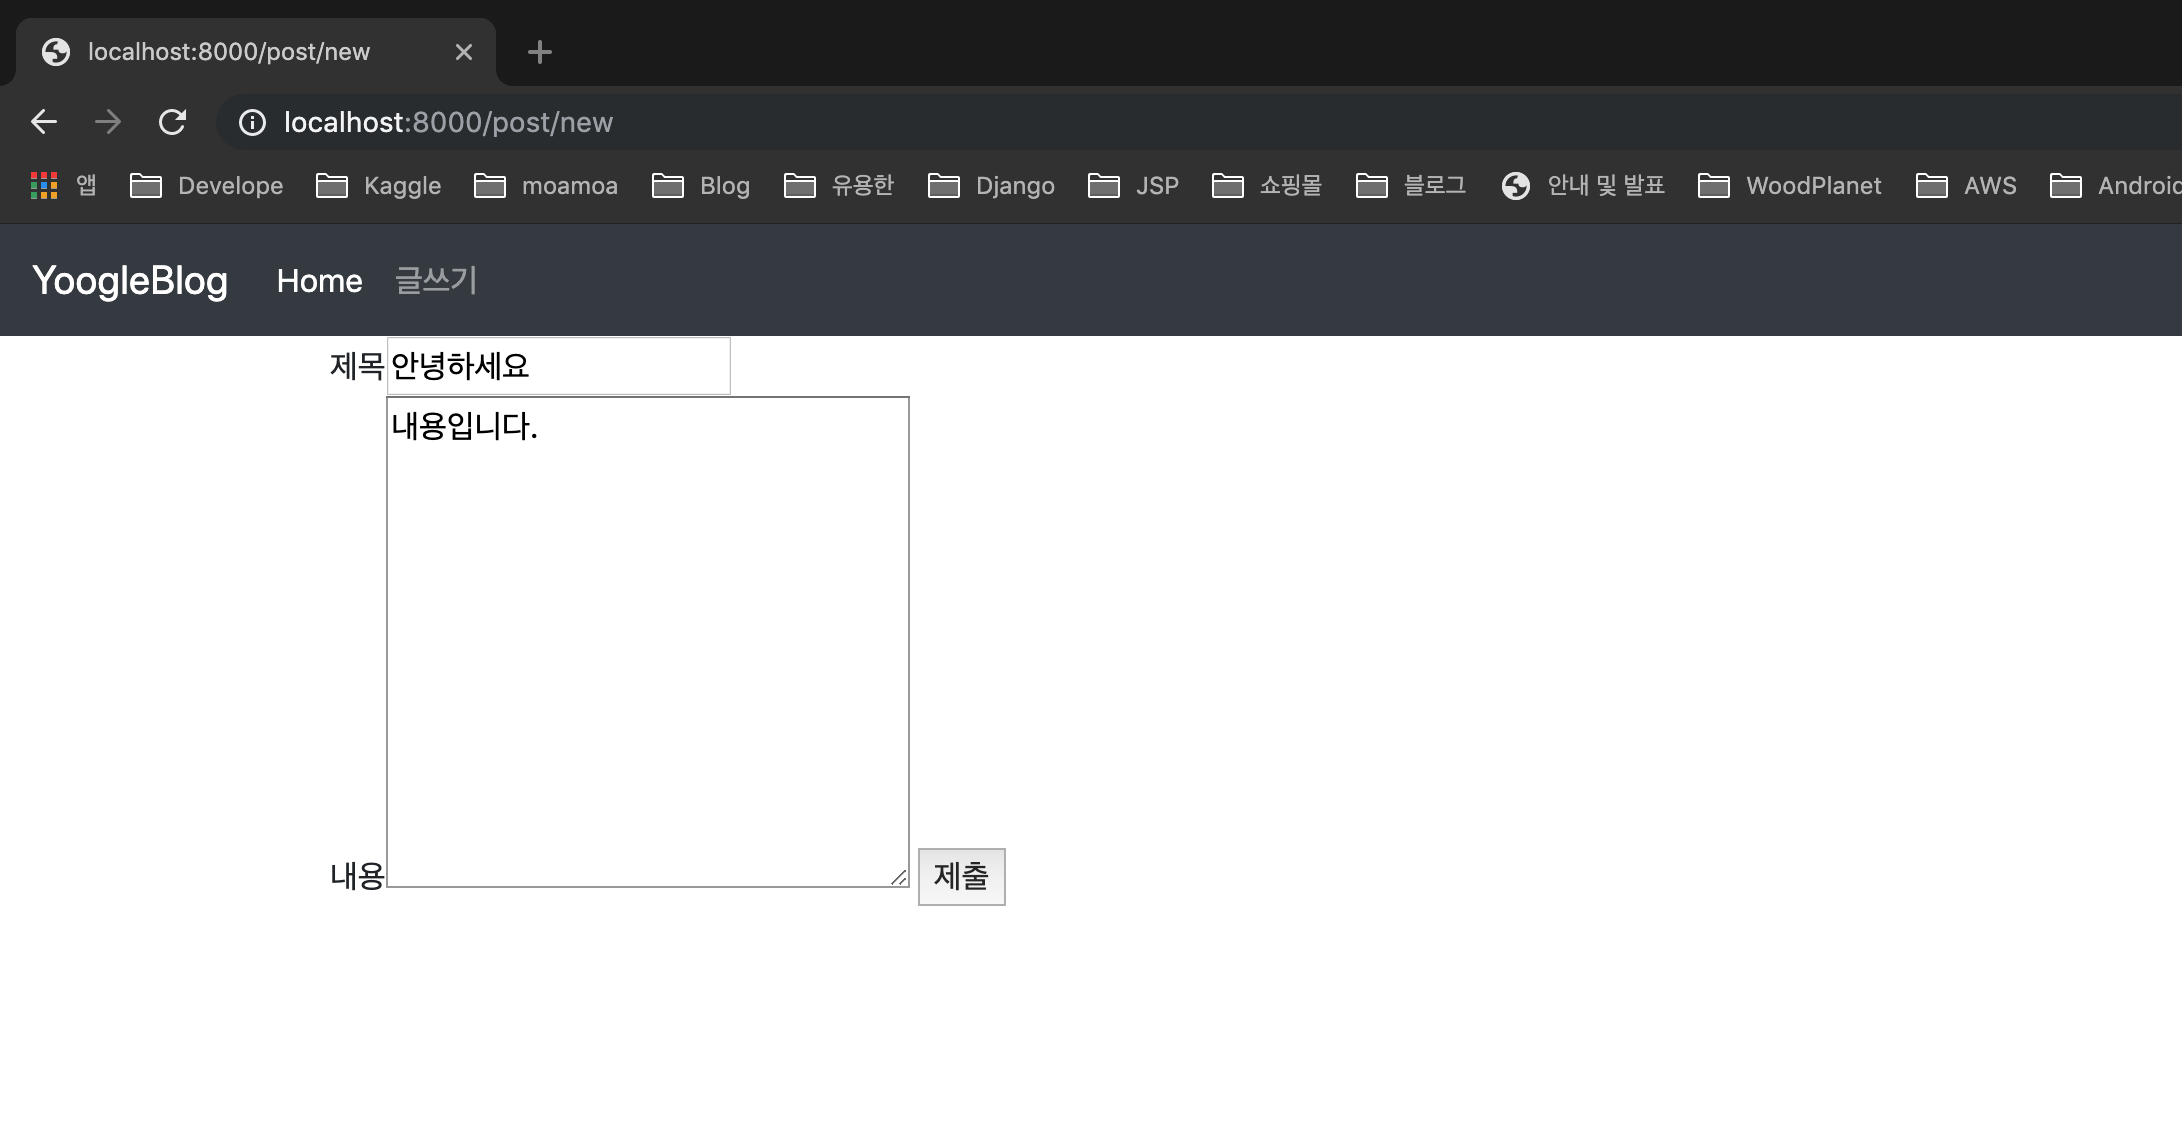 localhost:8000/post/new
localhost:8000/post/new
앱 Develope Kaggle moamoa Blog 유용한 Django JSP 쇼핑몰 블로그 안내 및 발표 WoodPlanet AWS Android
YoogleBlog Home 글쓰기
제목 안녕하세요
내용입니다.
내용 제출